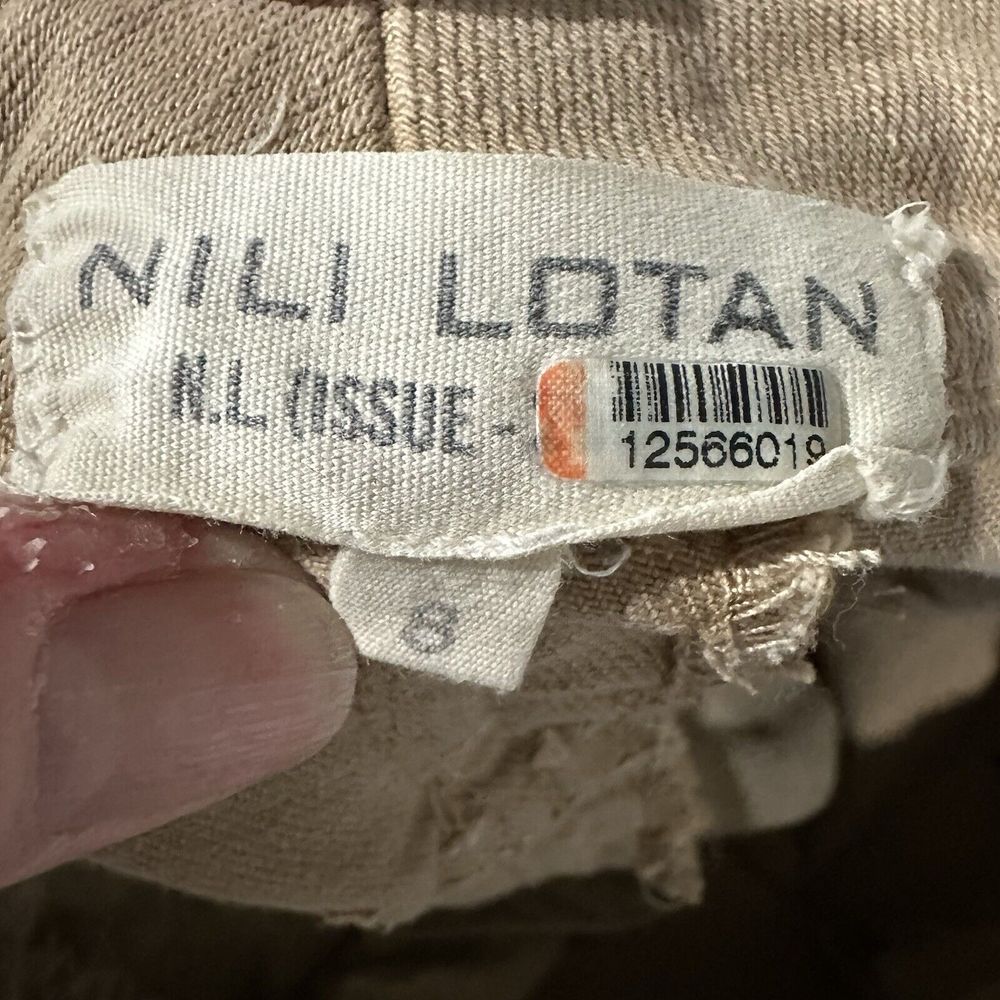 NILI LOTAN
N.L (ISSUE -
12566019
8